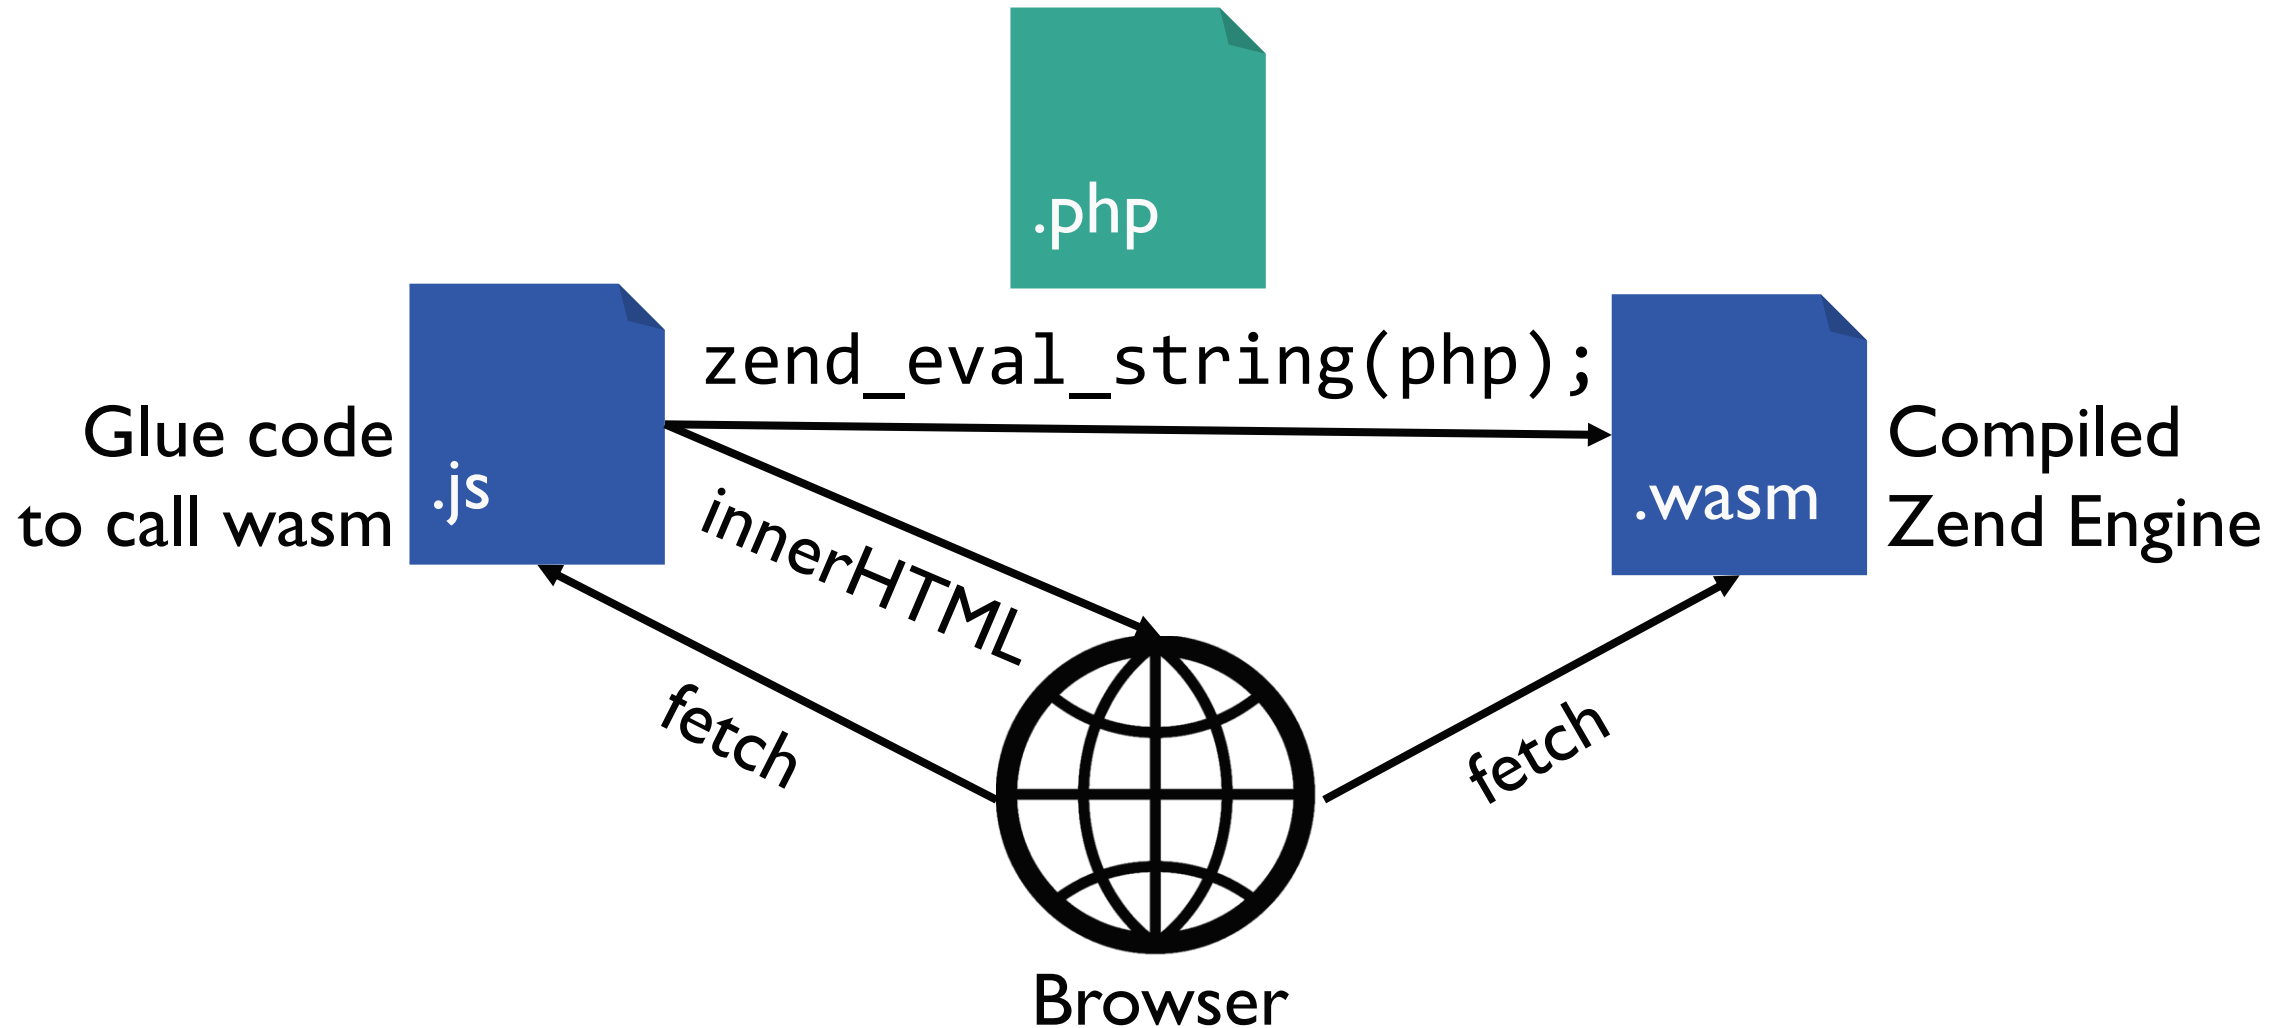 .php
zend_eval_string(php);
Glue code
to call wasm
.js
.wasm
Compiled
Zend Engine
innerHTML
fetch
fetch
Browser